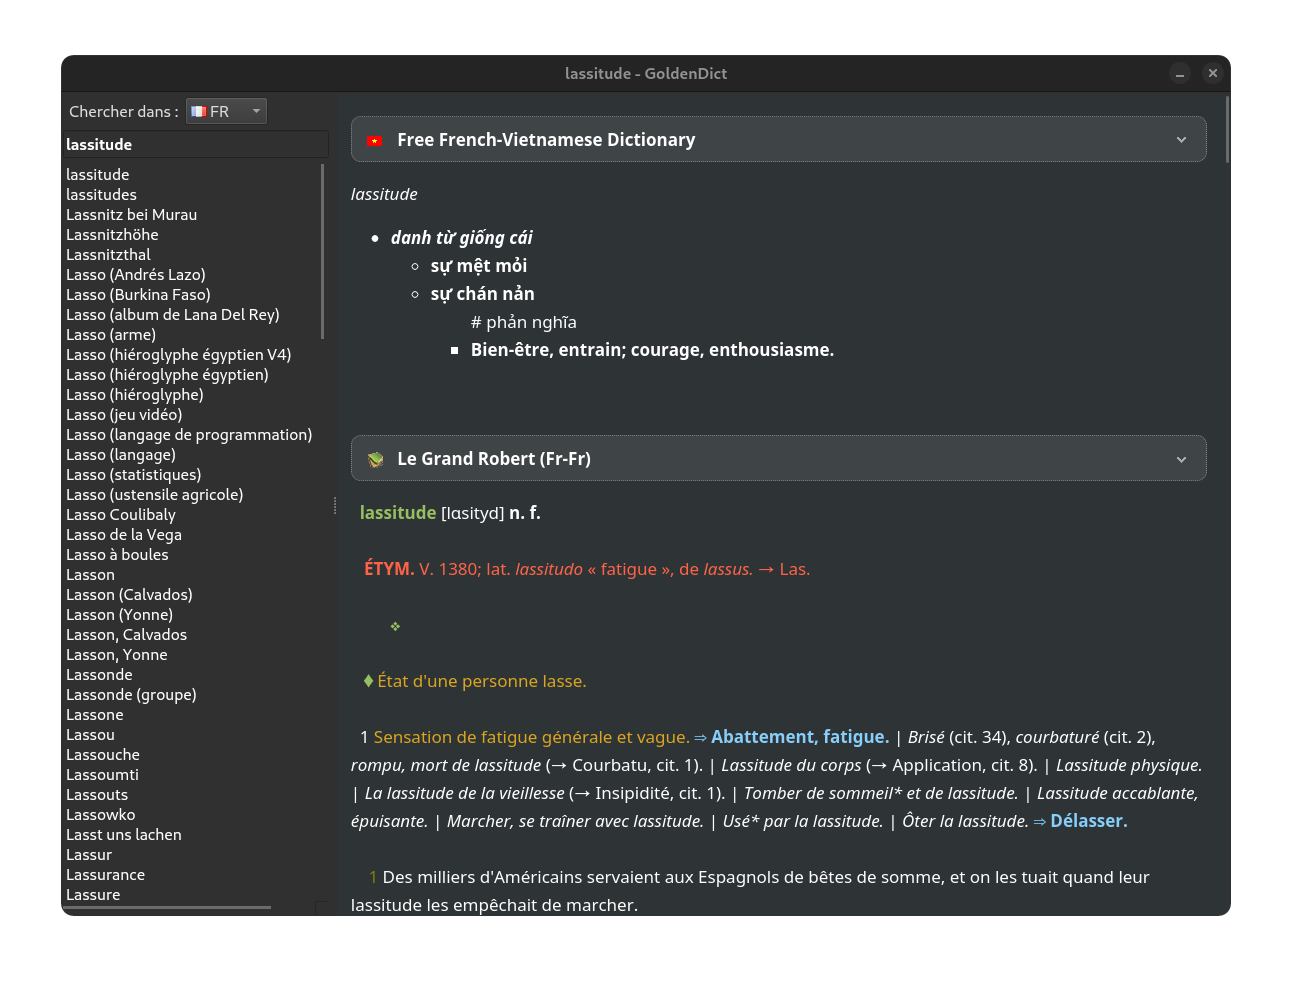 lassitude - GoldenDict
Chercher dans :
FR
lassitude
lassitude
lassitudes
Lassnitz bei Murau
Lassnitzhöhe
Lassnitzthal
Lasso (Andrés Lazo)
Lasso (Burkina Faso)
Lasso (album de Lana Del Rey)
Lasso (arme)
Lasso (hiéroglyphe égyptien V4)
Lasso (hiéroglyphe égyptien)
Lasso (hiéroglyphe)
Lasso (jeu vidéo)
Lasso (langage de programmation)
Lasso (langage)
Lasso (statistiques)
Lasso (ustensile agricole)
Lasso Coulibaly
Lasso de la Vega
Lasso à boules
Lasson
Lasson (Calvados)
Lasson (Yonne)
Lasson, Calvados
Lasson, Yonne
Lassonde
Lassonde (groupe)
Lassone
Lassou
Lassouche
Lassoumti
Lassouts
Lassowko
Lasst uns lachen
Lassur
Lassurance
Lassure
Free French-Vietnamese Dictionary
lassitude
• danh từ giống cái
◦ sự mệt mỏi
◦ sự chán nản
# phản nghĩa
▪ Bien-être, entrain; courage, enthousiasme.
Le Grand Robert (Fr-Fr)
lassitude [lɑsityd] n. f.
ÉTYM. V. 1380; lat. lassitudo « fatigue », de lassus. → Las.
❖
♦ État d'une personne lasse.
1 Sensation de fatigue générale et vague. ⇒ Abattement, fatigue. | Brisé (cit. 34), courbaturé (cit. 2),
rompu, mort de lassitude (→ Courbatu, cit. 1). | Lassitude du corps (→ Application, cit. 8). | Lassitude physique.
| La lassitude de la vieillesse (→ Insipidité, cit. 1). | Tomber de sommeil* et de lassitude. | Lassitude accablante,
épuisante. | Marcher, se traîner avec lassitude. | Usé* par la lassitude. | Ôter la lassitude. ⇒ Délasser.
1 Des milliers d'Américains servaient aux Espagnols de bêtes de somme, et on les tuait quand leur
lassitude les empêchait de marcher.